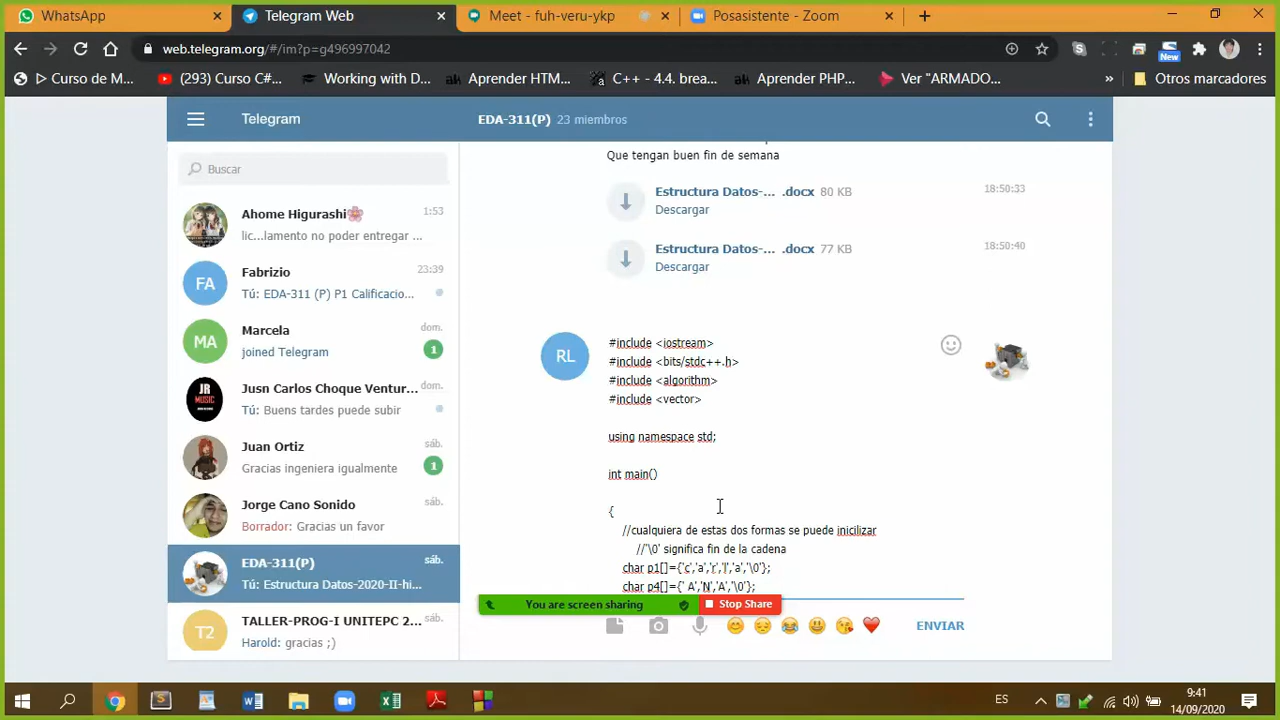 WhatsApp
Telegram Web
Meet - fuh-veru-ykp
Posasistente - Zoom
web.telegram.org/#/im?p=g496997042
New
▷ Curso de M...
(293) Curso C#...
Working with D...
Aprender HTM...
C++ - 4.4. brea...
Aprender PHP...
Ver "ARMADO...
»
Otros marcadores
Telegram
EDA-311(P) 23 miembros
Buscar
Ahome Higurashi🌸 1:53
lic...lamento no poder entregar ...
FA
Fabrizio 23:39
Tú: EDA-311 (P) P1 Calificacio...
MA
Marcela dom.
joined Telegram 1
JR MUSIC
Jusn Carlos Choque Ventur... dom.
Tú: Buens tardes puede subir
Juan Ortiz sáb.
Gracias ingeniera igualmente 1
Jorge Cano Sonido sáb.
Borrador: Gracias un favor
EDA-311(P) sáb.
Tú: Estructura Datos-2020-II-hi...
T2
TALLER-PROG-I UNITEPC 2... sáb.
Harold: gracias ;)
Que tengan buen fin de semana
Estructura Datos-... .docx 80 KB 18:50:33
Descargar
Estructura Datos-... .docx 77 KB 18:50:40
Descargar
RL
#include <iostream>
#include <bits/stdc++.h>
#include <algorithm>
#include <vector>
using namespace std;
int main()
{
//cualquiera de estas dos formas se puede inicilizar
//'\0' significa fin de la cadena
char p1[]={'c','a','r','l','a','\0'};
char p4[]={' A','N','A','\0'};
You are screen sharing Stop Share
ENVIAR
ES
9:41
14/09/2020